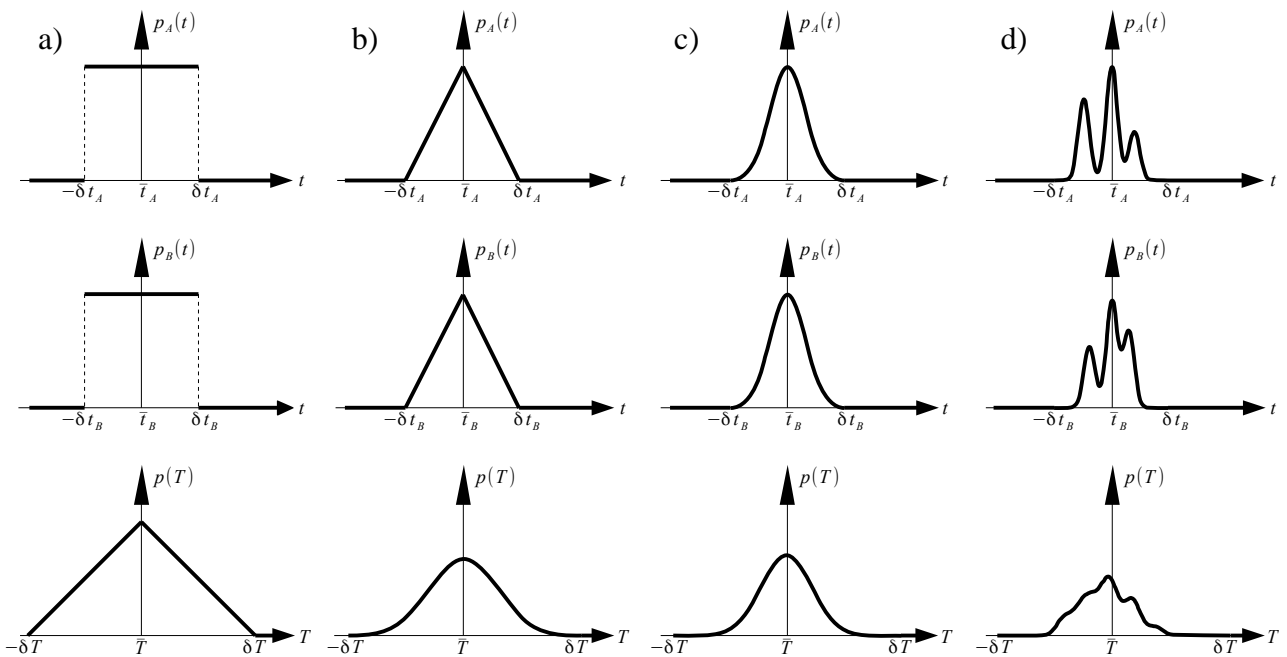 a) p_A(t) b) p_A(t) c) p_A(t) d) p_A(t)
−δt_A t̄_A δt_A t −δt_A t̄_A δt_A t −δt_A t̄_A δt_A t −δt_A t̄_A δt_A t
p_B(t) p_B(t) p_B(t) p_B(t)
−δt_B t̄_B δt_B t −δt_B t̄_B δt_B t −δt_B t̄_B δt_B t −δt_B t̄_B δt_B t
p(T) p(T) p(T) p(T)
−δT T̄ δT T −δT T̄ δT T −δT T̄ δT T −δT T̄ δT T